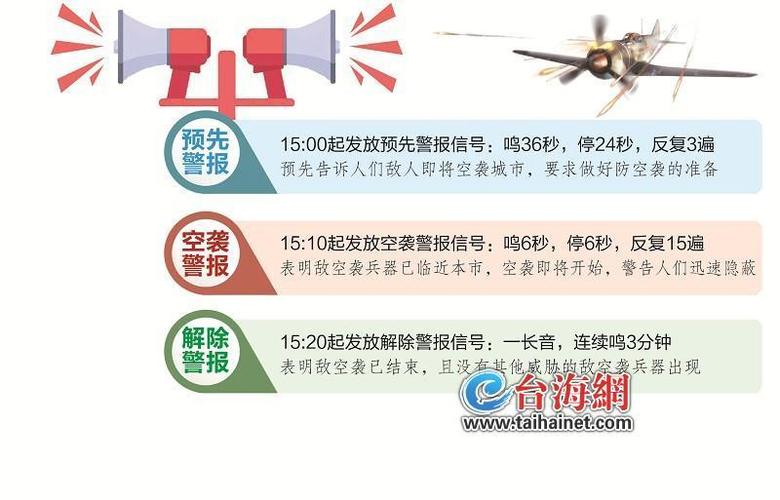 预先
警报
15:00起发放预先警报信号：鸣36秒，停24秒，反复3遍
预先告诉人们敌人即将空袭城市，要求做好防空袭的准备
空袭
警报
15:10起发放空袭警报信号：鸣6秒，停6秒，反复15遍
表明敌空袭兵器已临近本市，空袭即将开始，警告人们迅速隐蔽
解除
警报
15:20起发放解除警报信号：一长音，连续鸣3分钟
表明敌空袭已结束，且没有其他威胁的敌空袭兵器出现
台海網
www.taihainet.com